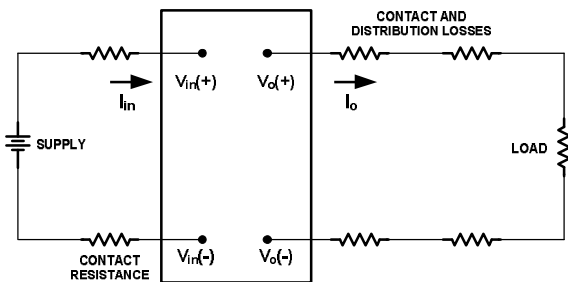 CONTACT AND
DISTRIBUTION LOSSES
Vin(+)
Vo(+)
Iin
Io
SUPPLY
LOAD
Vin(-)
Vo(-)
CONTACT
RESISTANCE